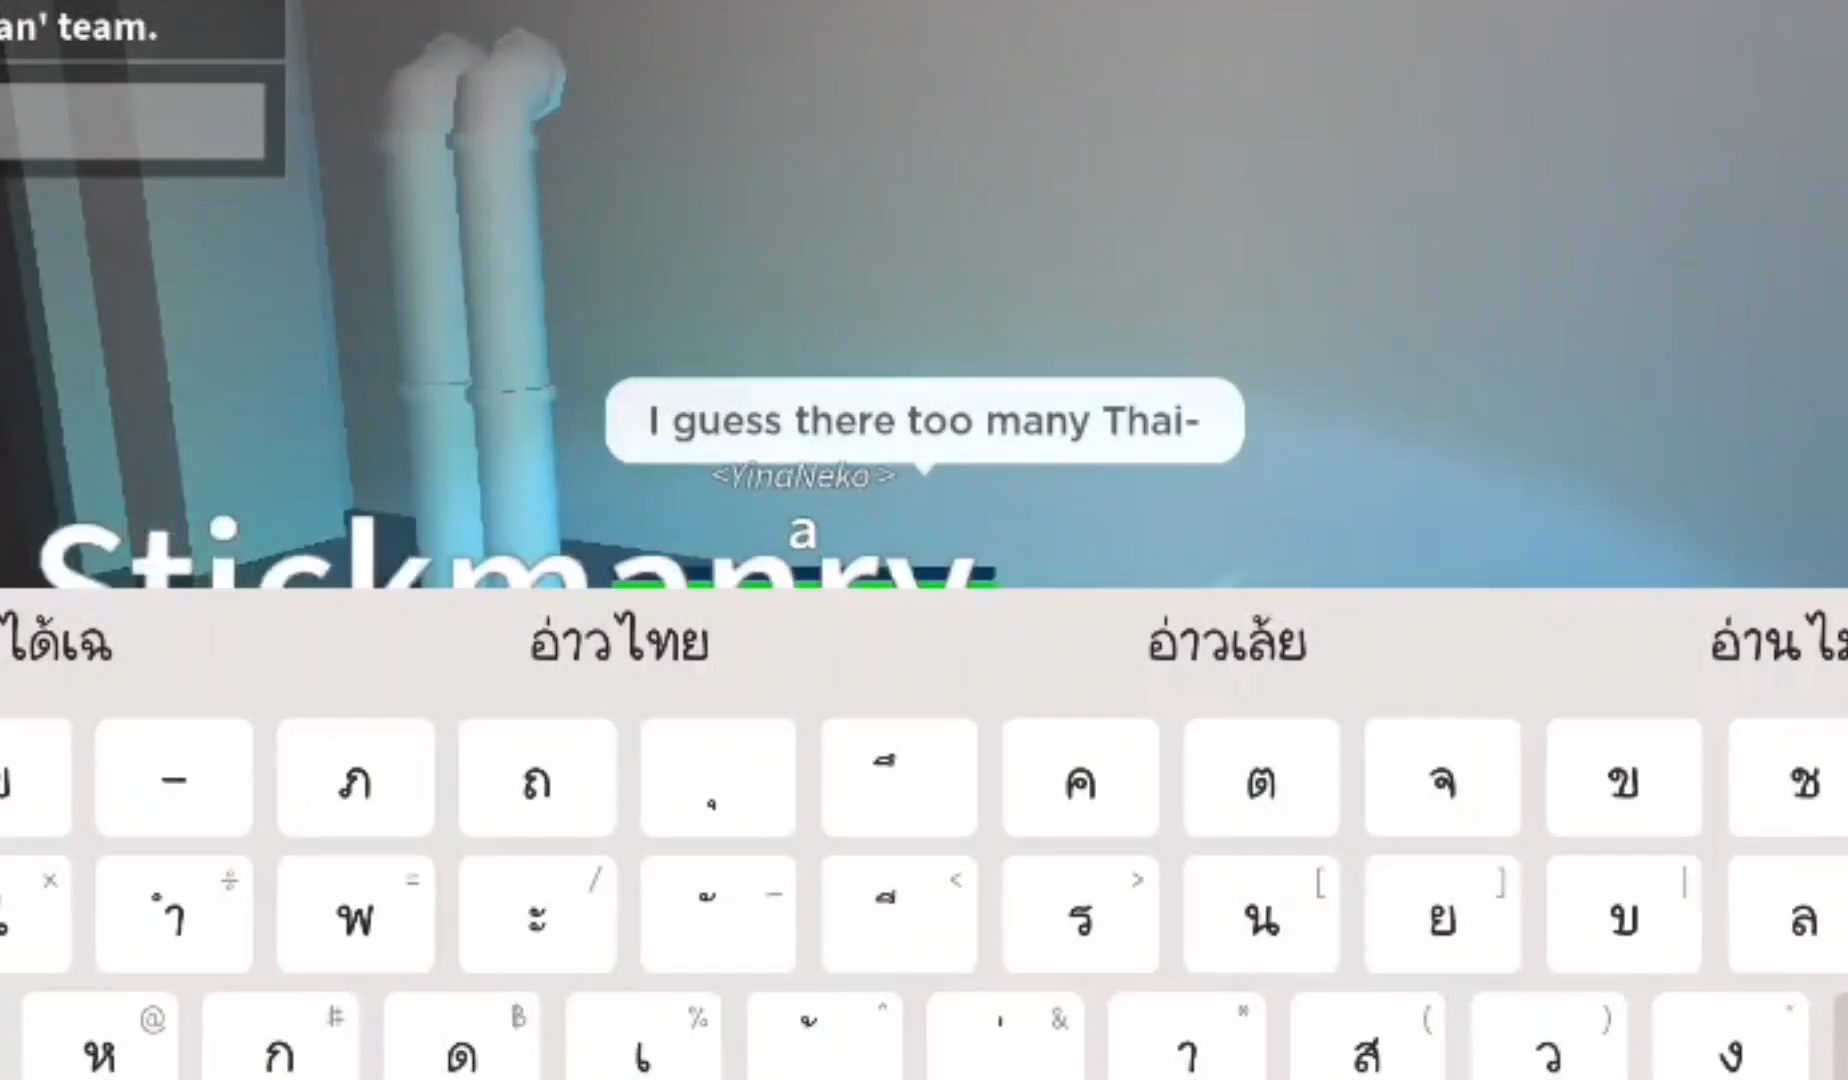 an' team.
I guess there too many Thai-
<YinaNeko>
a
Stickmanry
ได้เฉ อ่าวไทย อ่าวเล้ย อ่านไม
- ภ ถ ุ ึ ค ต จ ข ช
× ำ ÷ พ = ะ / ั _ ี < ร > น [ ย ] บ | ล
ห @ ก # ด ฿ เ % ้ ^ ่ & า * ส ( ว ) ง